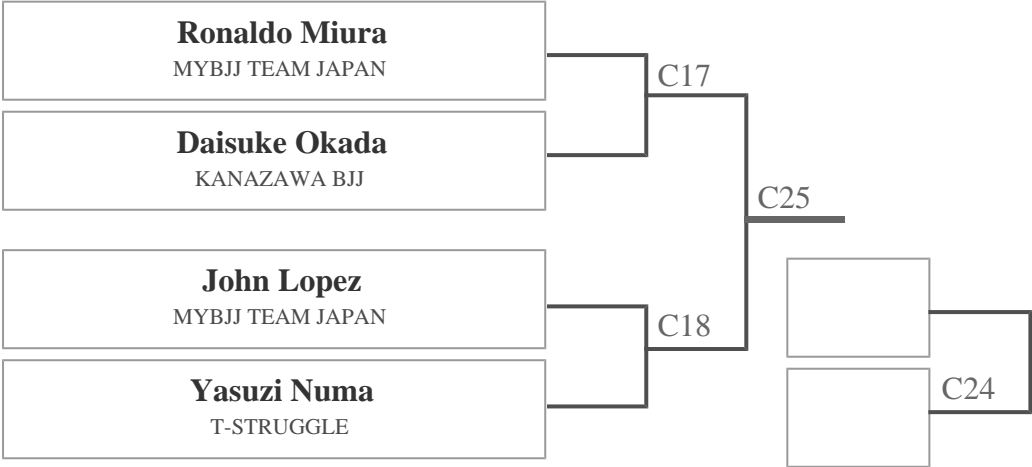 Ronaldo Miura
MYBJJ TEAM JAPAN
C17
Daisuke Okada
KANAZAWA BJJ
C25
John Lopez
MYBJJ TEAM JAPAN
C18
Yasuzi Numa
T-STRUGGLE
C24